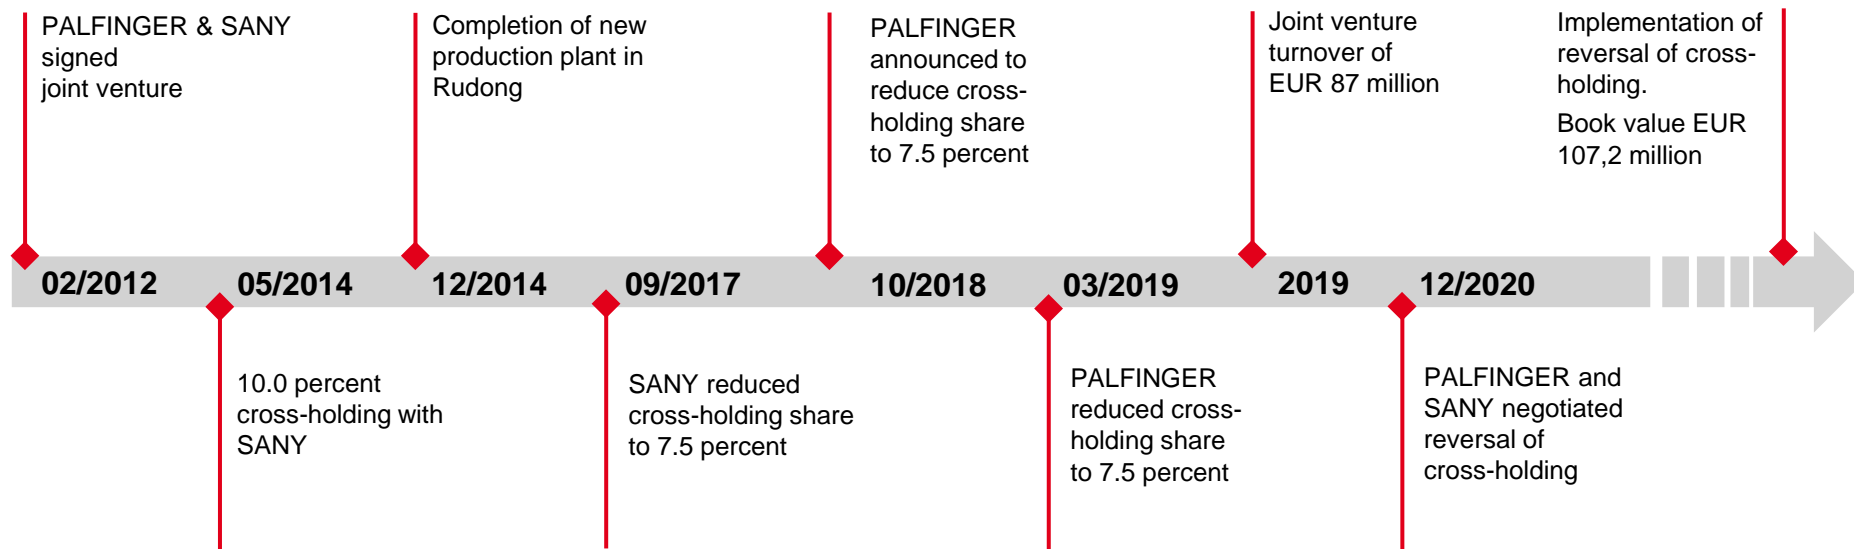 PALFINGER & SANY
signed
joint venture
Completion of new
production plant in
Rudong
PALFINGER
announced to
reduce cross-
holding share
to 7.5 percent
Joint venture
turnover of
EUR 87 million
Implementation of
reversal of cross-
holding.
Book value EUR
107,2 million
02/2012
05/2014
12/2014
09/2017
10/2018
03/2019
2019
12/2020
10.0 percent
cross-holding with
SANY
SANY reduced
cross-holding share
to 7.5 percent
PALFINGER
reduced cross-
holding share
to 7.5 percent
PALFINGER and
SANY negotiated
reversal of
cross-holding